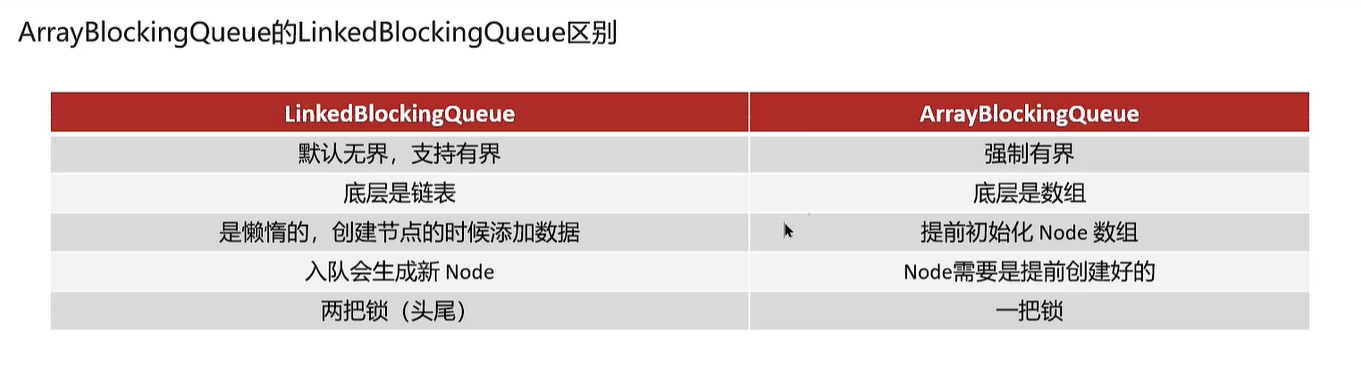 ArrayBlockingQueue的LinkedBlockingQueue区别
LinkedBlockingQueue ArrayBlockingQueue
默认无界，支持有界 强制有界
底层是链表 底层是数组
是懒惰的，创建节点的时候添加数据 提前初始化 Node 数组
入队会生成新 Node Node需要是提前创建好的
两把锁（头尾） 一把锁